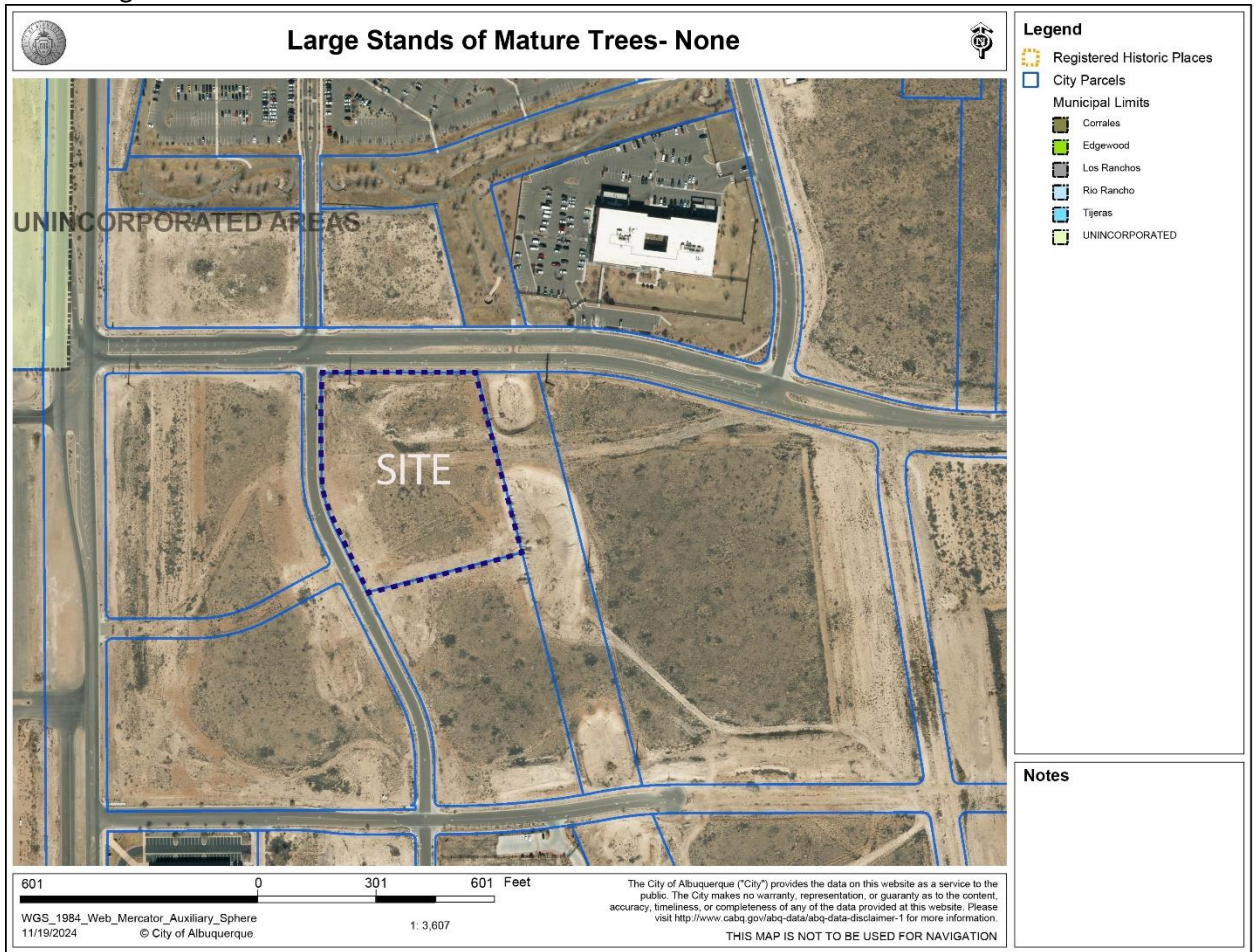 Large Stands of Mature Trees- None
N
UNINCORPORATED AREAS
SITE
Legend
Registered Historic Places
City Parcels
Municipal Limits
Corrales
Edgewood
Los Ranchos
Rio Rancho
Tijeras
UNINCORPORATED
Notes
601 0 301 601 Feet
WGS_1984_Web_Mercator_Auxiliary_Sphere
11/19/2024 © City of Albuquerque
1: 3,607
The City of Albuquerque ("City") provides the data on this website as a service to the
public. The City makes no warranty, representation, or guaranty as to the content,
accuracy, timeliness, or completeness of any of the data provided at this website. Please
visit http://www.cabq.gov/abq-data/abq-data-disclaimer-1 for more information.
THIS MAP IS NOT TO BE USED FOR NAVIGATION